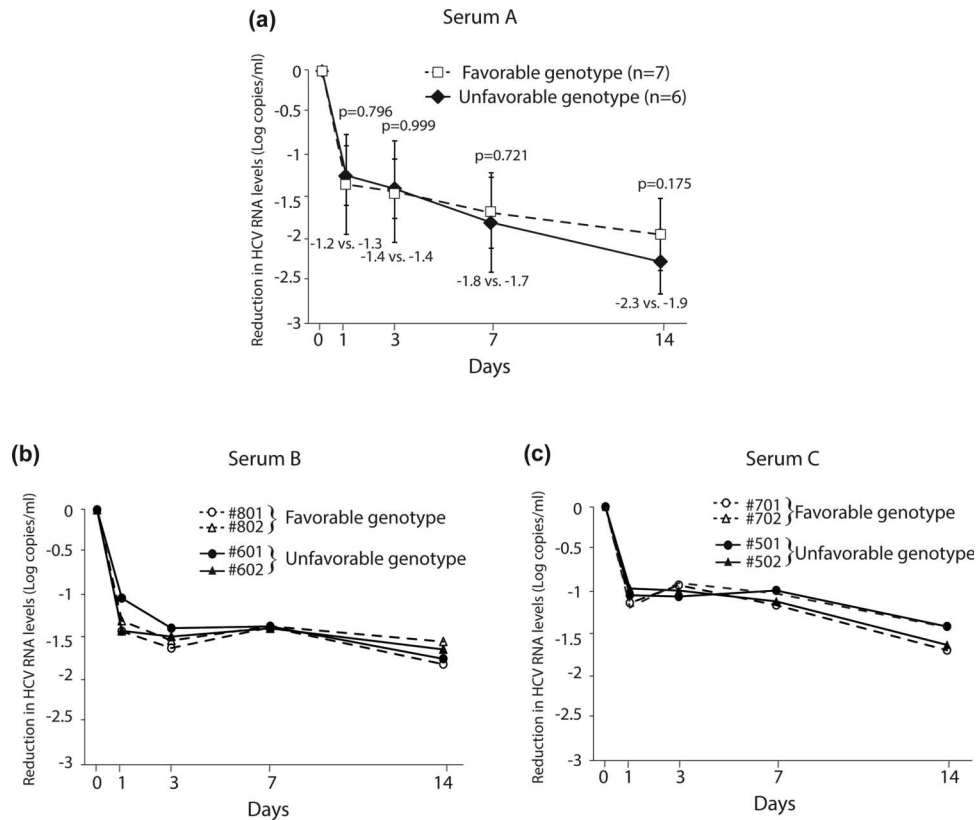 (a)
Serum A
Reduction in HCV RNA levels (Log copies/ml)
0
-0.5
-1
-1.5
-2
-2.5
-3
Favorable genotype (n=7)
Unfavorable genotype (n=6)
p=0.796
p=0.999
p=0.721
p=0.175
-1.2 vs. -1.3
-1.4 vs. -1.4
-1.8 vs. -1.7
-2.3 vs. -1.9
0 1 3 7 14
Days
(b)
Serum B
Reduction in HCV RNA levels (Log copies/ml)
0
-0.5
-1
-1.5
-2
-2.5
-3
#801
#802
Favorable genotype
#601
#602
Unfavorable genotype
0 1 3 7 14
Days
(c)
Serum C
Reduction in HCV RNA levels (Log copies/ml)
0
-0.5
-1
-1.5
-2
-2.5
-3
#701
#702
Favorable genotype
#501
#502
Unfavorable genotype
0 1 3 7 14
Days